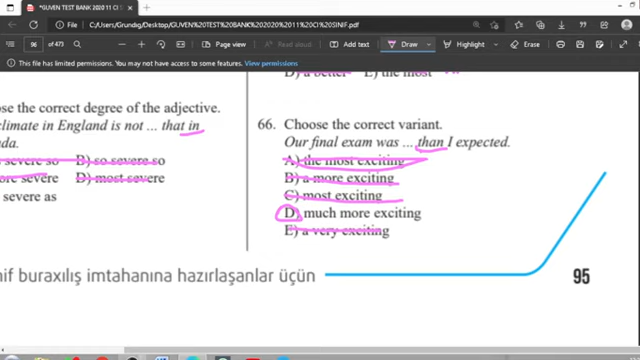 *GUVEN TEST BANK 2020 11 CI S
File
C:/Users/Grundig/Desktop/GUVEN%20TEST%20BANK%202020%2011%20CI%20SINIF.pdf
96 of 473
Page view
Read aloud
Add text
Draw
Highlight
Erase
This file has limited permissions. You may not have access to some features. View permissions
D) a better E) the most
ose the correct degree of the adjective.
climate in England is not ... that in
nda.
severe so B) so severe so
ore severe D) most severe
severe as
66. Choose the correct variant.
Our final exam was ... than I expected.
A) the most exciting
B) a more exciting
C) most exciting
D) much more exciting
E) a very exciting
nif buraxılış imtahanına hazırlaşanlar üçün
95